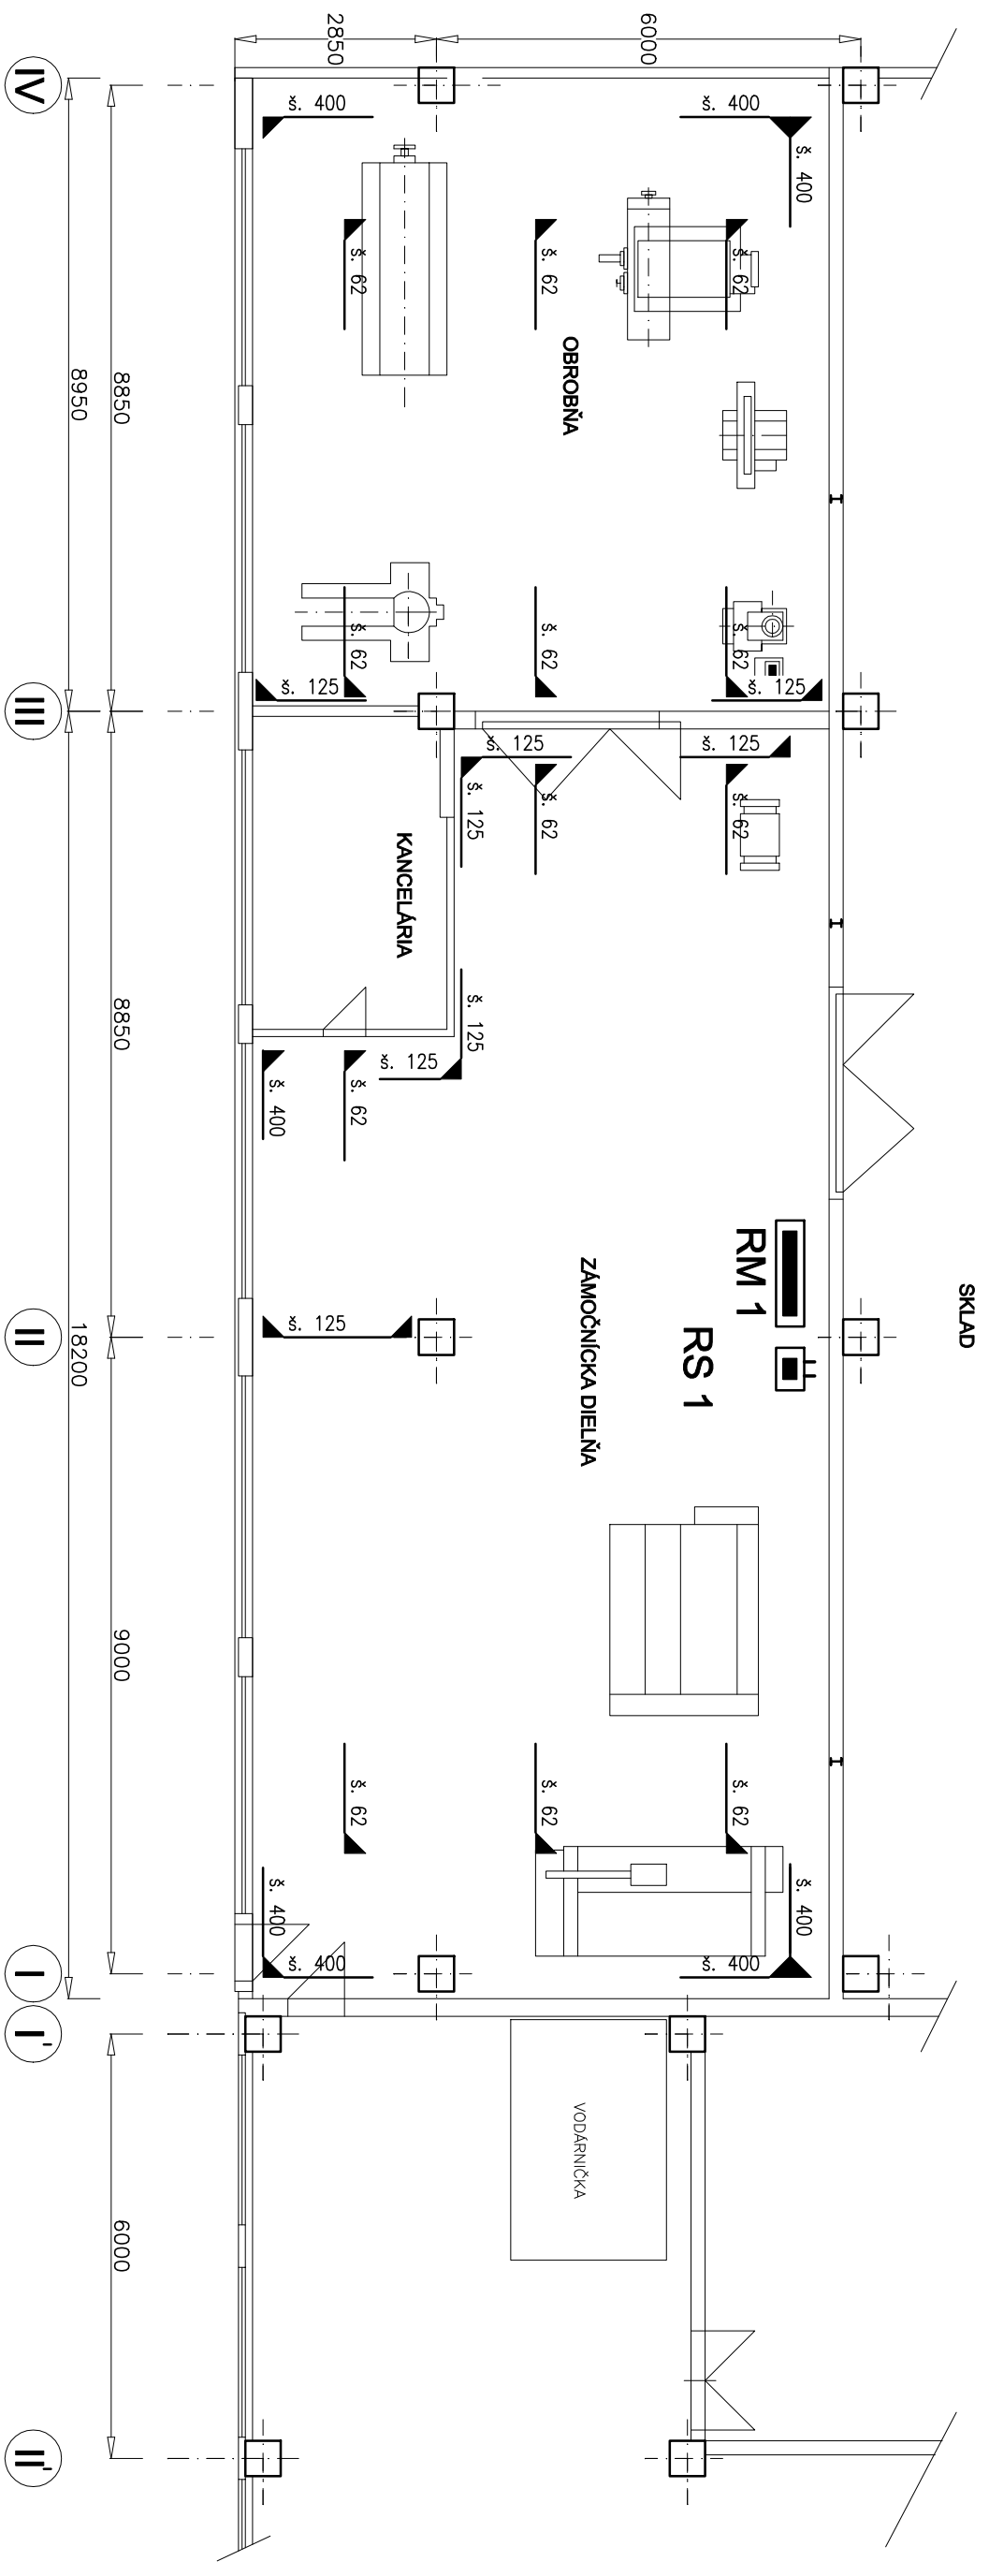 2850
6000
IV
š. 400
š. 400
š. 400
š. 62
š. 62
š. 62
OBROBŇA
8850
8950
š. 62
š. 62
š. 62
š. 125
š. 125
III
š. 125
š. 125
š. 125
š. 62
š. 62
KANCELÁRIA
8850
š. 125
š. 125
š. 400
š. 62
RM 1
RS 1
SKLAD
ZÁMOČNÍCKA DIELŇA
š. 125
II
18200
9000
š. 62
š. 62
š. 62
š. 400
š. 400
š. 400
š. 400
I
I'
VODÁRNIČKA
6000
II'